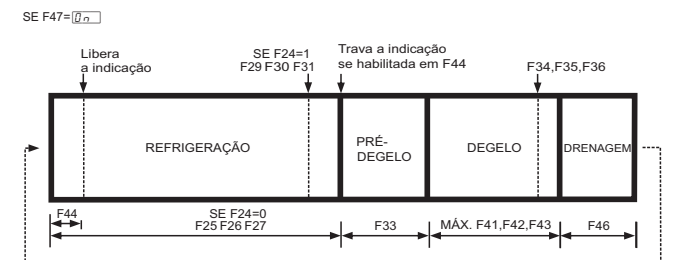 SE F47= On
Libera
a indicação
SE F24=1
F29 F30 F31
Trava a indicação
se habilitada em F44
F34,F35,F36
REFRIGERAÇÃO
PRÉ-
DEGELO
DEGELO
DRENAGEM
F44
SE F24=0
F25 F26 F27
F33
MÁX. F41,F42,F43
F46